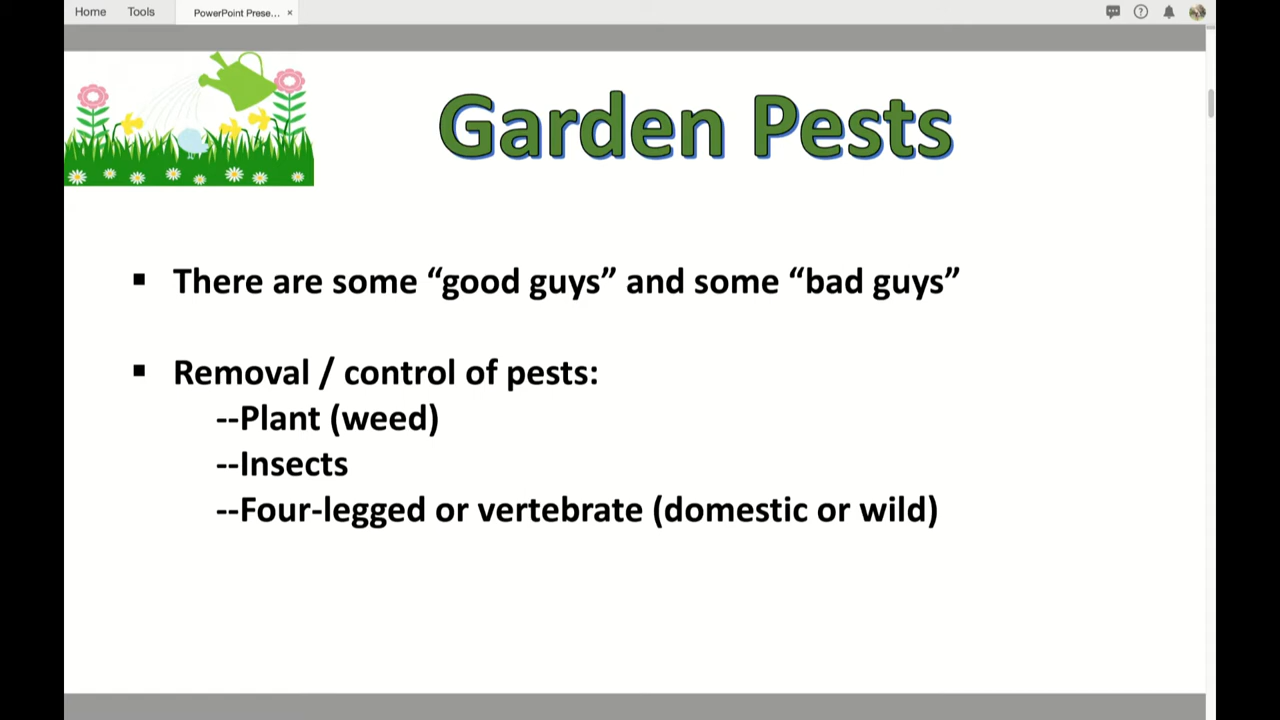 Home Tools PowerPoint Prese... ×
Garden Pests
▪ There are some “good guys” and some “bad guys”
▪ Removal / control of pests:
--Plant (weed)
--Insects
--Four-legged or vertebrate (domestic or wild)